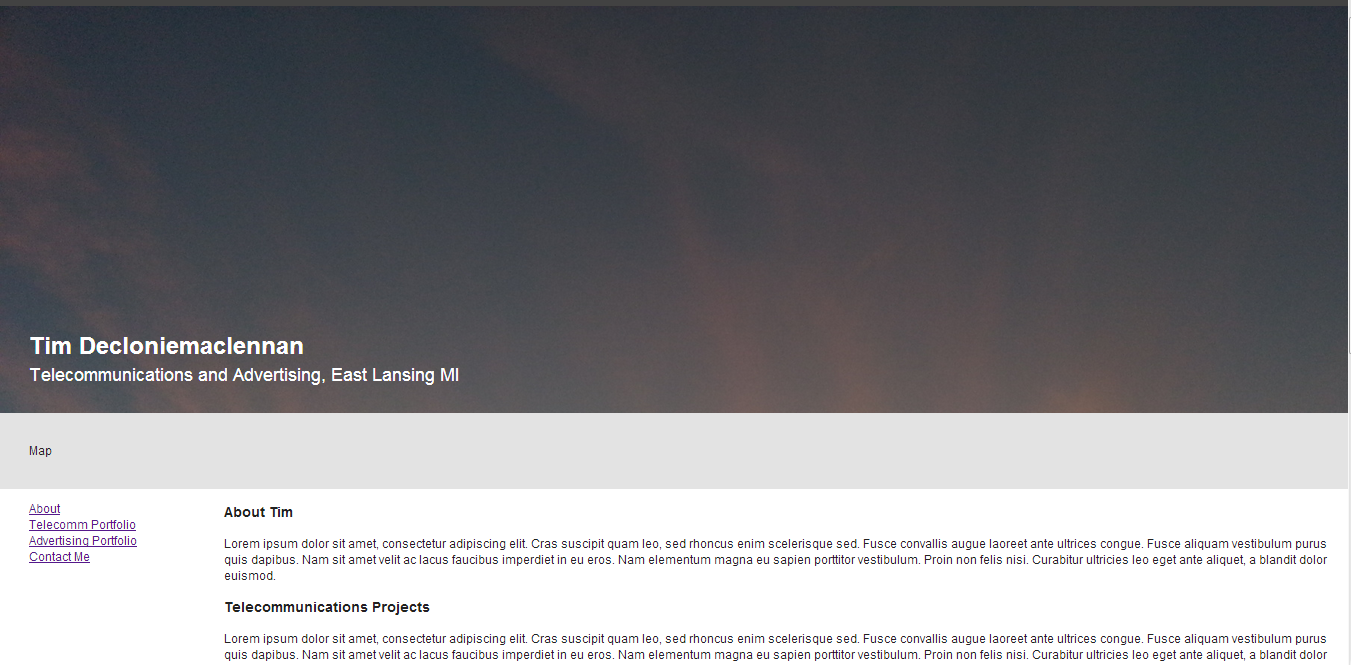 Tim Decloniemaclennan
Telecommunications and Advertising, East Lansing MI
Map
About
Telecomm Portfolio
Advertising Portfolio
Contact Me
About Tim
Lorem ipsum dolor sit amet, consectetur adipiscing elit. Cras suscipit quam leo, sed rhoncus enim scelerisque sed. Fusce convallis augue laoreet ante ultrices congue. Fusce aliquam vestibulum purus
quis dapibus. Nam sit amet velit ac lacus faucibus imperdiet in eu eros. Nam elementum magna eu sapien porttitor vestibulum. Proin non felis nisi. Curabitur ultricies leo eget ante aliquet, a blandit dolor
euismod.
Telecommunications Projects
Lorem ipsum dolor sit amet, consectetur adipiscing elit. Cras suscipit quam leo, sed rhoncus enim scelerisque sed. Fusce convallis augue laoreet ante ultrices congue. Fusce aliquam vestibulum purus
quis dapibus. Nam sit amet velit ac lacus faucibus imperdiet in eu eros. Nam elementum magna eu sapien porttitor vestibulum. Proin non felis nisi. Curabitur ultricies leo eget ante aliquet, a blandit dolor